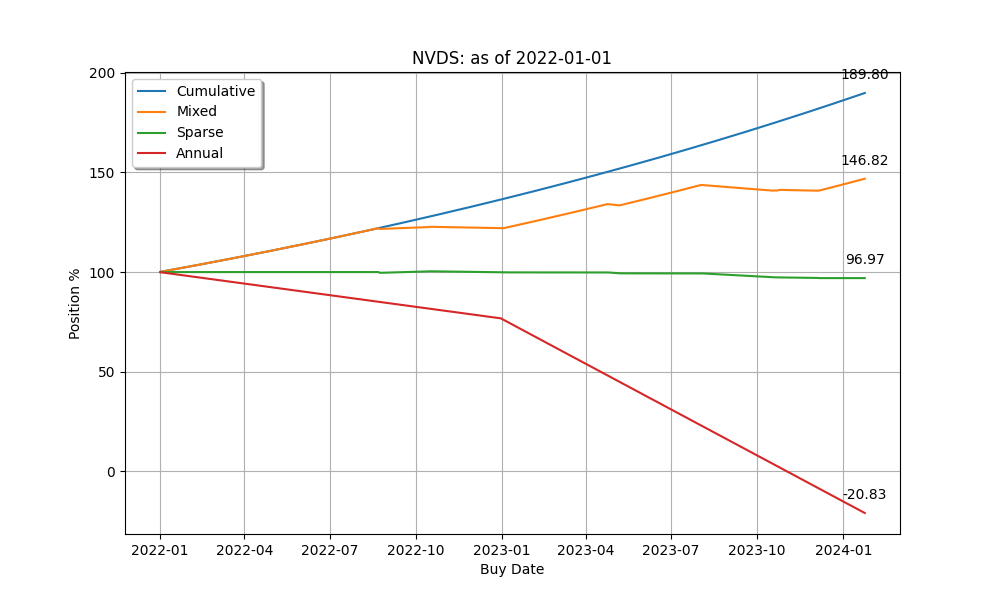 NVDS: as of 2022-01-01
200
150
100
50
0
Position %
Cumulative
Mixed
Sparse
Annual
189.80
146.82
96.97
-20.83
2022-01 2022-04 2022-07 2022-10 2023-01 2023-04 2023-07 2023-10 2024-01
Buy Date